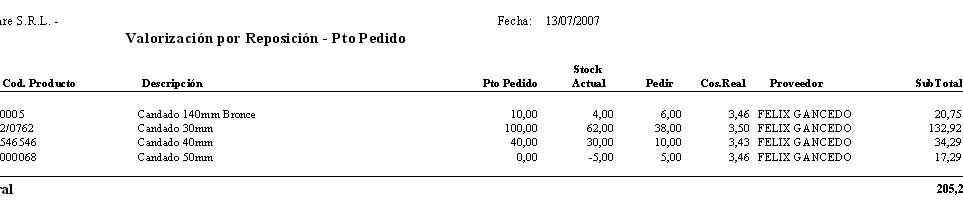 are S.R.L. - Fecha: 13/07/2007
Valorización por Reposición - Pto Pedido
Stock
Cod. Producto Descripción Pto Pedido Actual Pedir Cos.Real Proveedor SubTotal
0005 Candado 140mm Bronce 10,00 4,00 6,00 3,46 FELIX GANCEDO 20,75
2/0762 Candado 30mm 100,00 62,00 38,00 3,50 FELIX GANCEDO 132,92
546546 Candado 40mm 40,00 30,00 10,00 3,43 FELIX GANCEDO 34,29
000068 Candado 50mm 0,00 -5,00 5,00 3,46 FELIX GANCEDO 17,29
ral 205,2